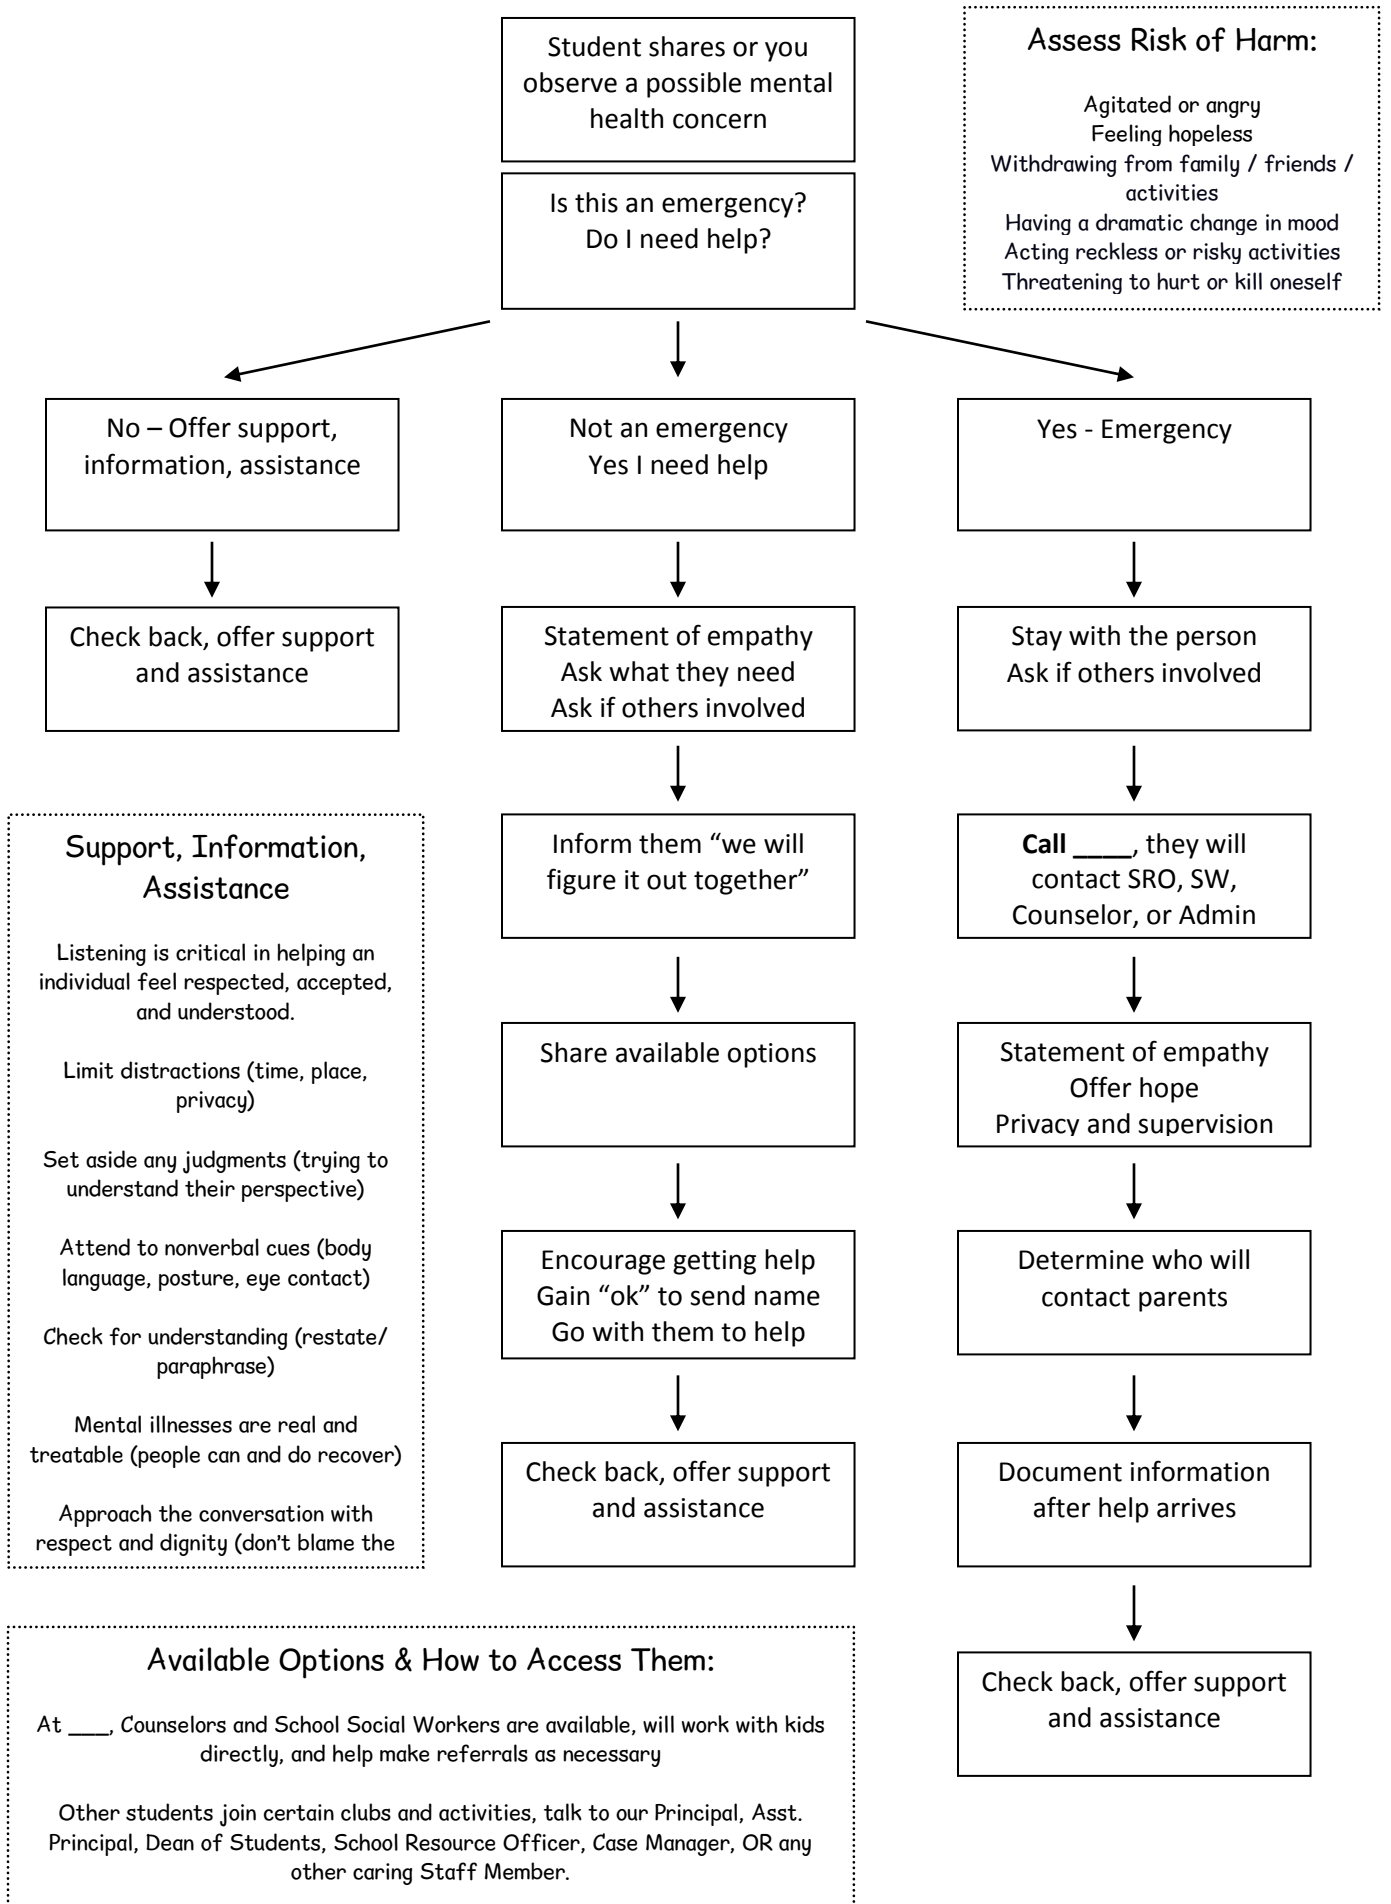 Student shares or you
observe a possible mental
health concern
Is this an emergency?
Do I need help?
Assess Risk of Harm:
Agitated or angry
Feeling hopeless
Withdrawing from family / friends /
activities
Having a dramatic change in mood
Acting reckless or risky activities
Threatening to hurt or kill oneself
No – Offer support,
information, assistance
Check back, offer support
and assistance
Not an emergency
Yes I need help
Statement of empathy
Ask what they need
Ask if others involved
Inform them “we will
figure it out together”
Share available options
Encourage getting help
Gain “ok” to send name
Go with them to help
Check back, offer support
and assistance
Yes - Emergency
Stay with the person
Ask if others involved
Call ____, they will
contact SRO, SW,
Counselor, or Admin
Statement of empathy
Offer hope
Privacy and supervision
Determine who will
contact parents
Document information
after help arrives
Check back, offer support
and assistance
Support, Information,
Assistance
Listening is critical in helping an
individual feel respected, accepted,
and understood.
Limit distractions (time, place,
privacy)
Set aside any judgments (trying to
understand their perspective)
Attend to nonverbal cues (body
language, posture, eye contact)
Check for understanding (restate/
paraphrase)
Mental illnesses are real and
treatable (people can and do recover)
Approach the conversation with
respect and dignity (don’t blame the
Available Options & How to Access Them:
At ___, Counselors and School Social Workers are available, will work with kids
directly, and help make referrals as necessary
Other students join certain clubs and activities, talk to our Principal, Asst.
Principal, Dean of Students, School Resource Officer, Case Manager, OR any
other caring Staff Member.